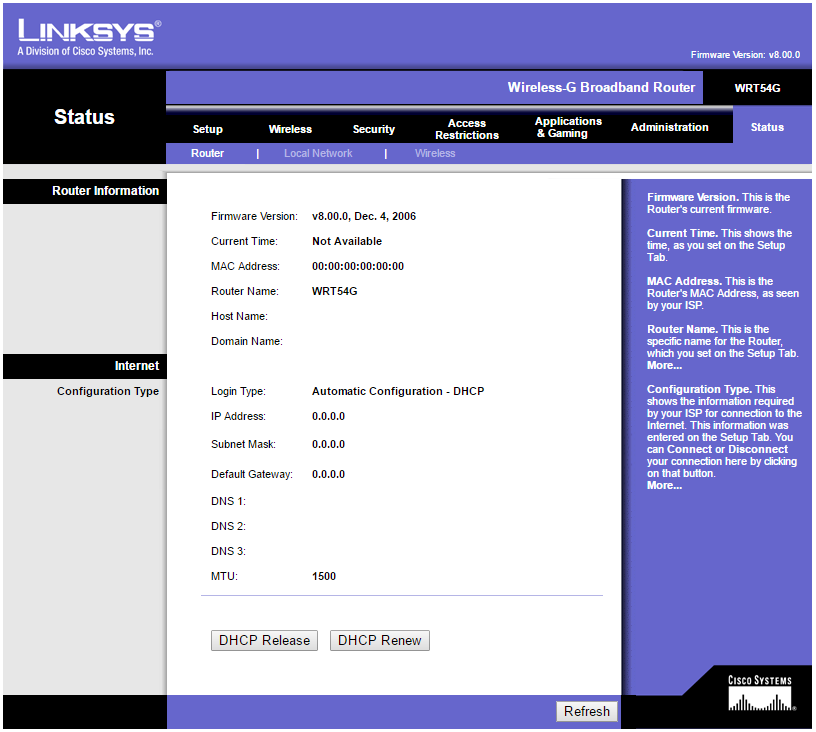 LINKSYS®
A Division of Cisco Systems, Inc.
Firmware Version: v8.00.0
Wireless-G Broadband Router WRT54G
Status
Setup Wireless Security Access Restrictions Applications & Gaming Administration Status
Router | Local Network | Wireless
Router Information
Firmware Version: v8.00.0, Dec. 4, 2006
Current Time: Not Available
MAC Address: 00:00:00:00:00:00
Router Name: WRT54G
Host Name:
Domain Name:
Internet
Configuration Type
Login Type: Automatic Configuration - DHCP
IP Address: 0.0.0.0
Subnet Mask: 0.0.0.0
Default Gateway: 0.0.0.0
DNS 1:
DNS 2:
DNS 3:
MTU: 1500
DHCP Release DHCP Renew
Firmware Version. This is the
Router's current firmware.
Current Time. This shows the
time, as you set on the Setup
Tab.
MAC Address. This is the
Router's MAC Address, as seen
by your ISP.
Router Name. This is the
specific name for the Router,
which you set on the Setup Tab.
More...
Configuration Type. This
shows the information required
by your ISP for connection to the
Internet. This information was
entered on the Setup Tab. You
can Connect or Disconnect
your connection here by clicking
on that button.
More...
Refresh
CISCO SYSTEMS